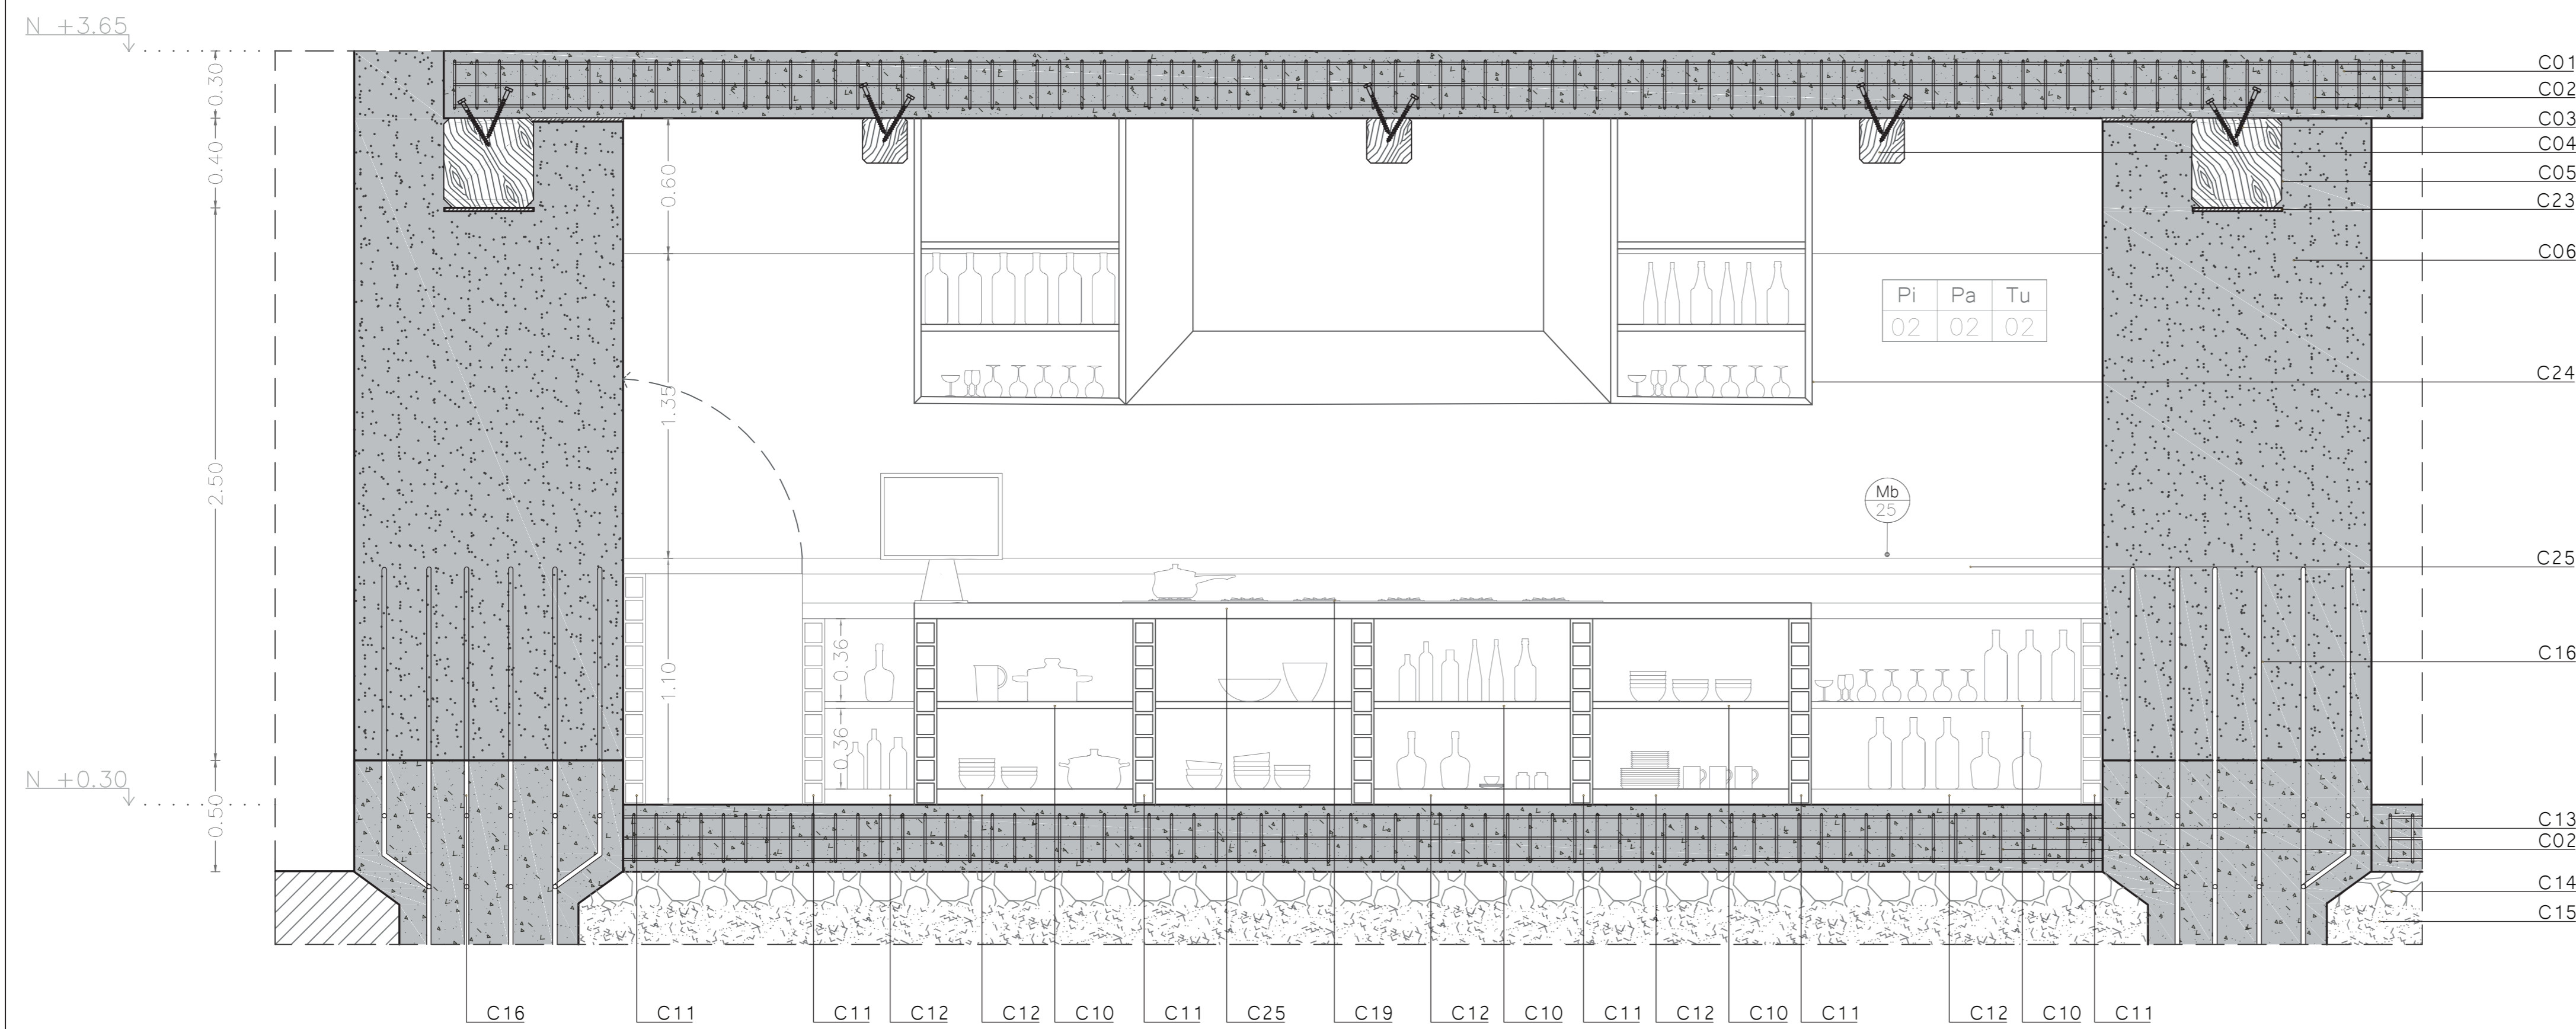 N +3.65
0.30
0.40
2.50
0.50
N +0.30
0.60
1.35
1.10
0.36
0.36
Pi Pa Tu
02 02 02
Mb
25
C01
C02
C03
C04
C05
C23
C06
C24
C25
C16
C13
C02
C14
C15
C16 C11 C11 C12 C12 C10 C11 C25 C19 C12 C10 C11 C12 C10 C11 C12 C10 C11